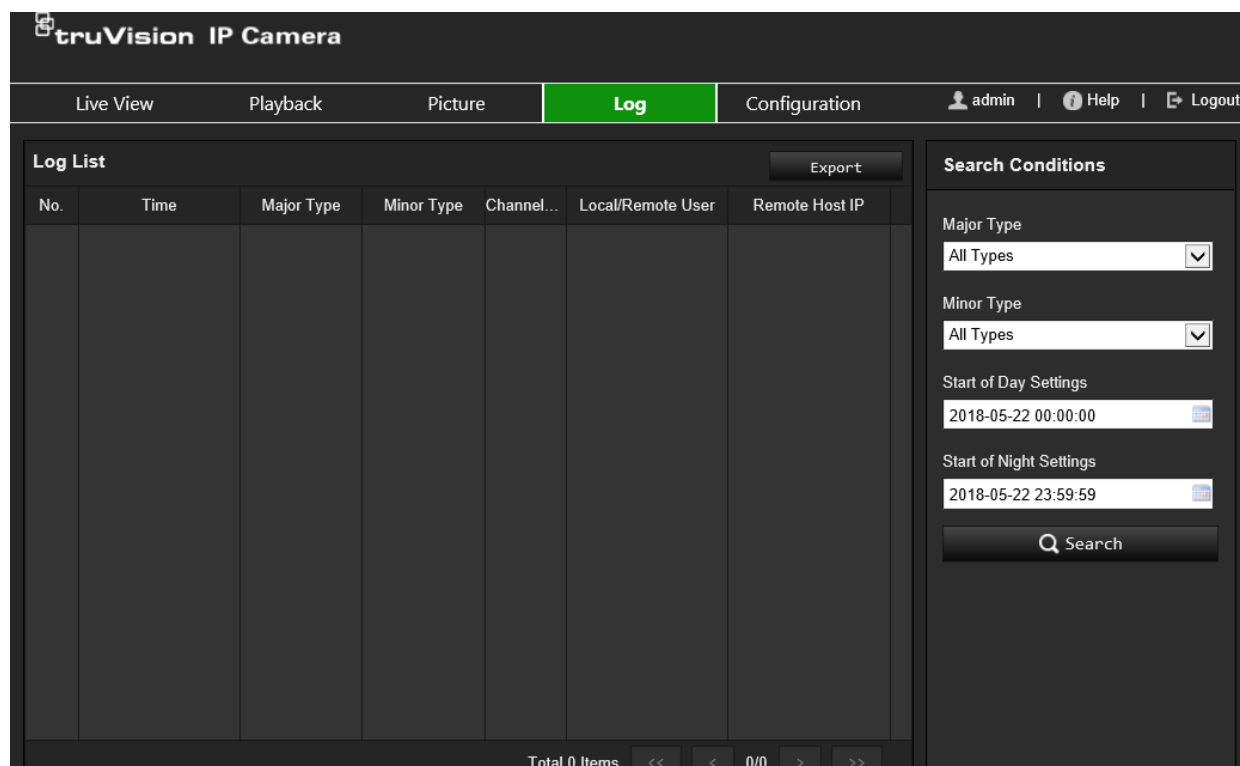 truVision IP Camera
Live View Playback Picture Log Configuration admin | Help | Logout
Log List Export
No. Time Major Type Minor Type Channel... Local/Remote User Remote Host IP
Total 0 Items << < 0/0 > >>
Search Conditions
Major Type
All Types
Minor Type
All Types
Start of Day Settings
2018-05-22 00:00:00
Start of Night Settings
2018-05-22 23:59:59
Search